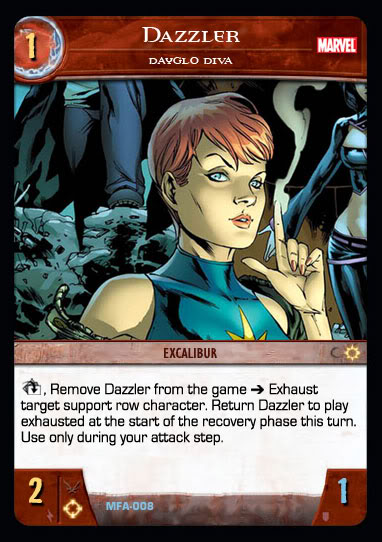 1
DAZZLER
DAYGLO DIVA
MARVEL
EXCALIBUR
C
, Remove Dazzler from the game ➔ Exhaust
target support row character. Return Dazzler to play
exhausted at the start of the recovery phase this turn.
Use only during your attack step.
2
MFA-008
1